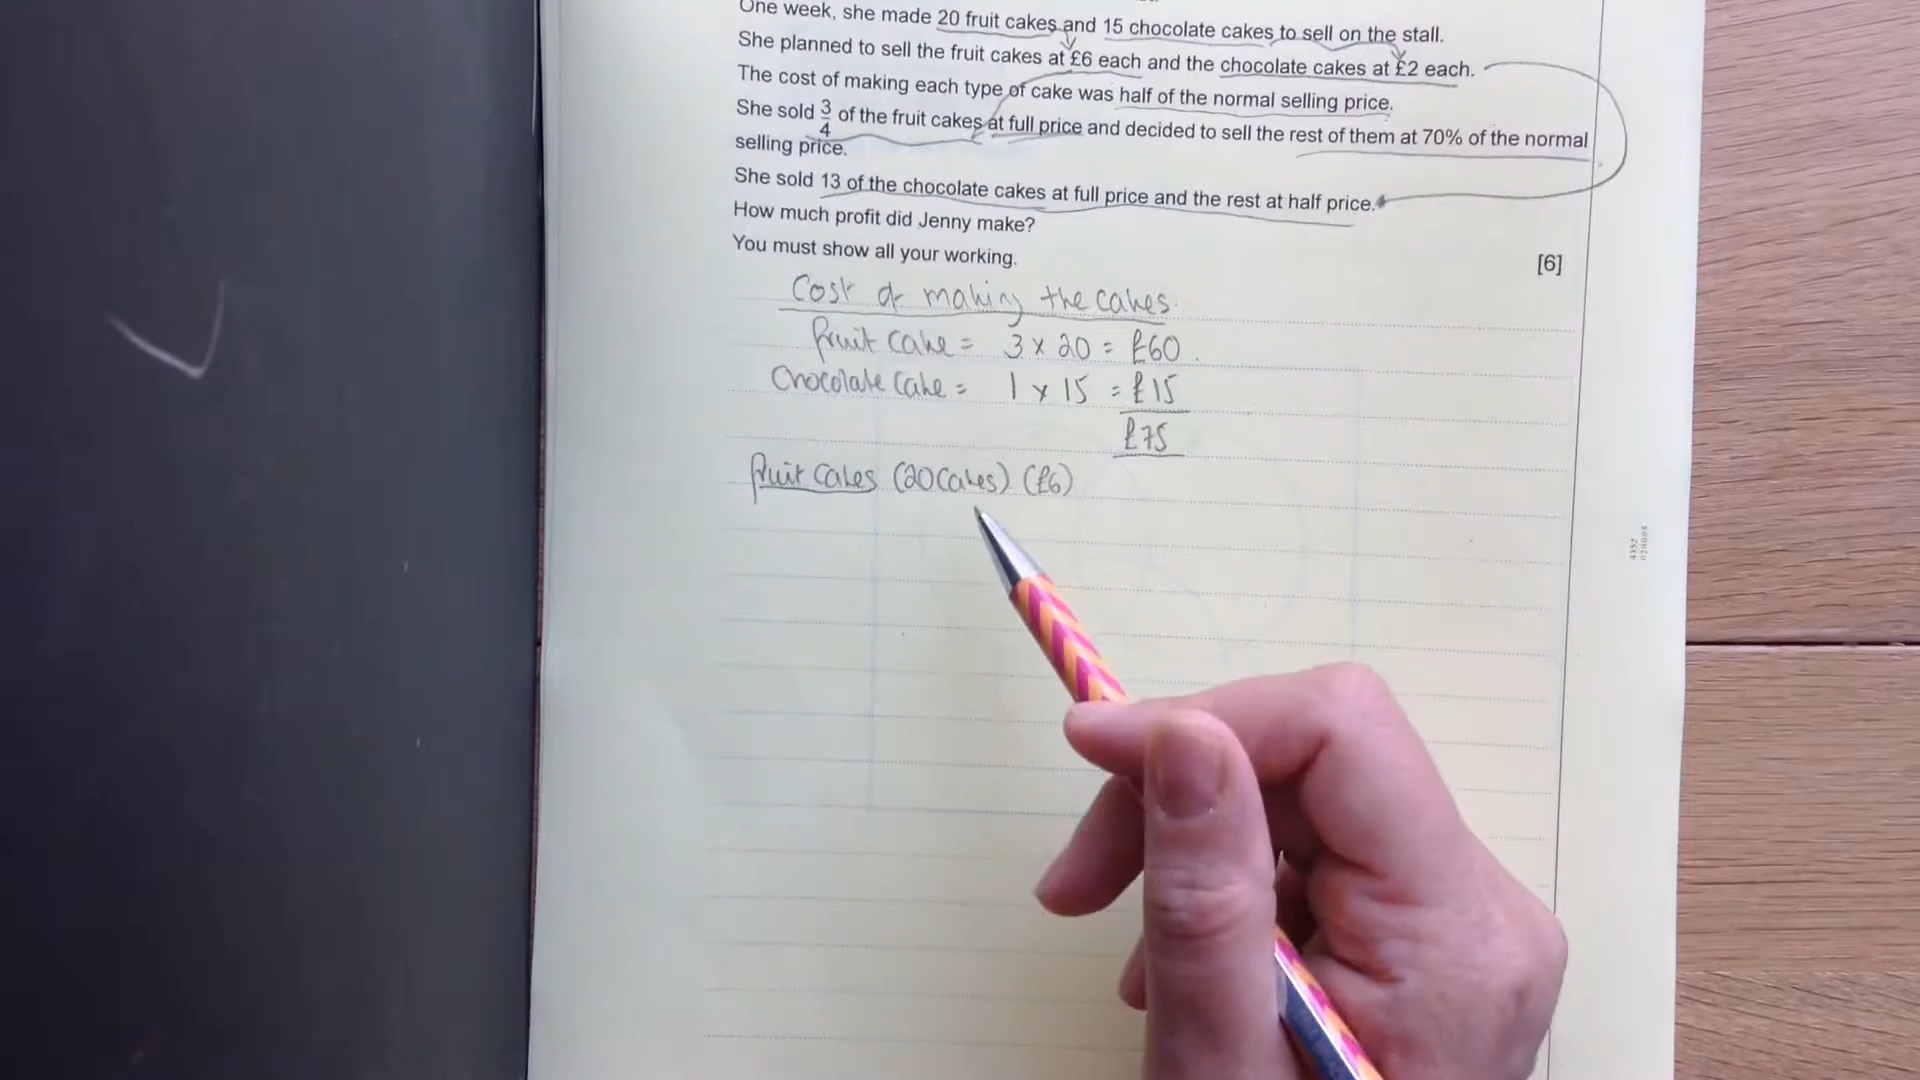 One week, she made 20 fruit cakes and 15 chocolate cakes to sell on the stall.
She planned to sell the fruit cakes at £6 each and the chocolate cakes at £2 each.
The cost of making each type of cake was half of the normal selling price.
She sold 3/4 of the fruit cakes at full price and decided to sell the rest of them at 70% of the normal
selling price.
She sold 13 of the chocolate cakes at full price and the rest at half price.
How much profit did Jenny make?
You must show all your working.
[6]
Cost of making the cakes.
fruit cake = 3 x 20 = £60.
Chocolate cake = 1 x 15 = £15
£75
fruit cakes (20 cakes) (£6)